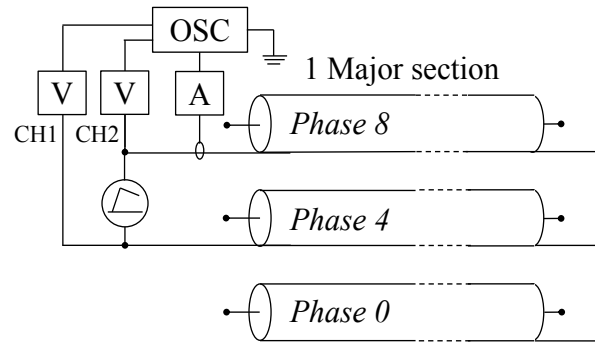 OSC
1 Major section
V
V
A
CH1
CH2
Phase 8
Phase 4
Phase 0